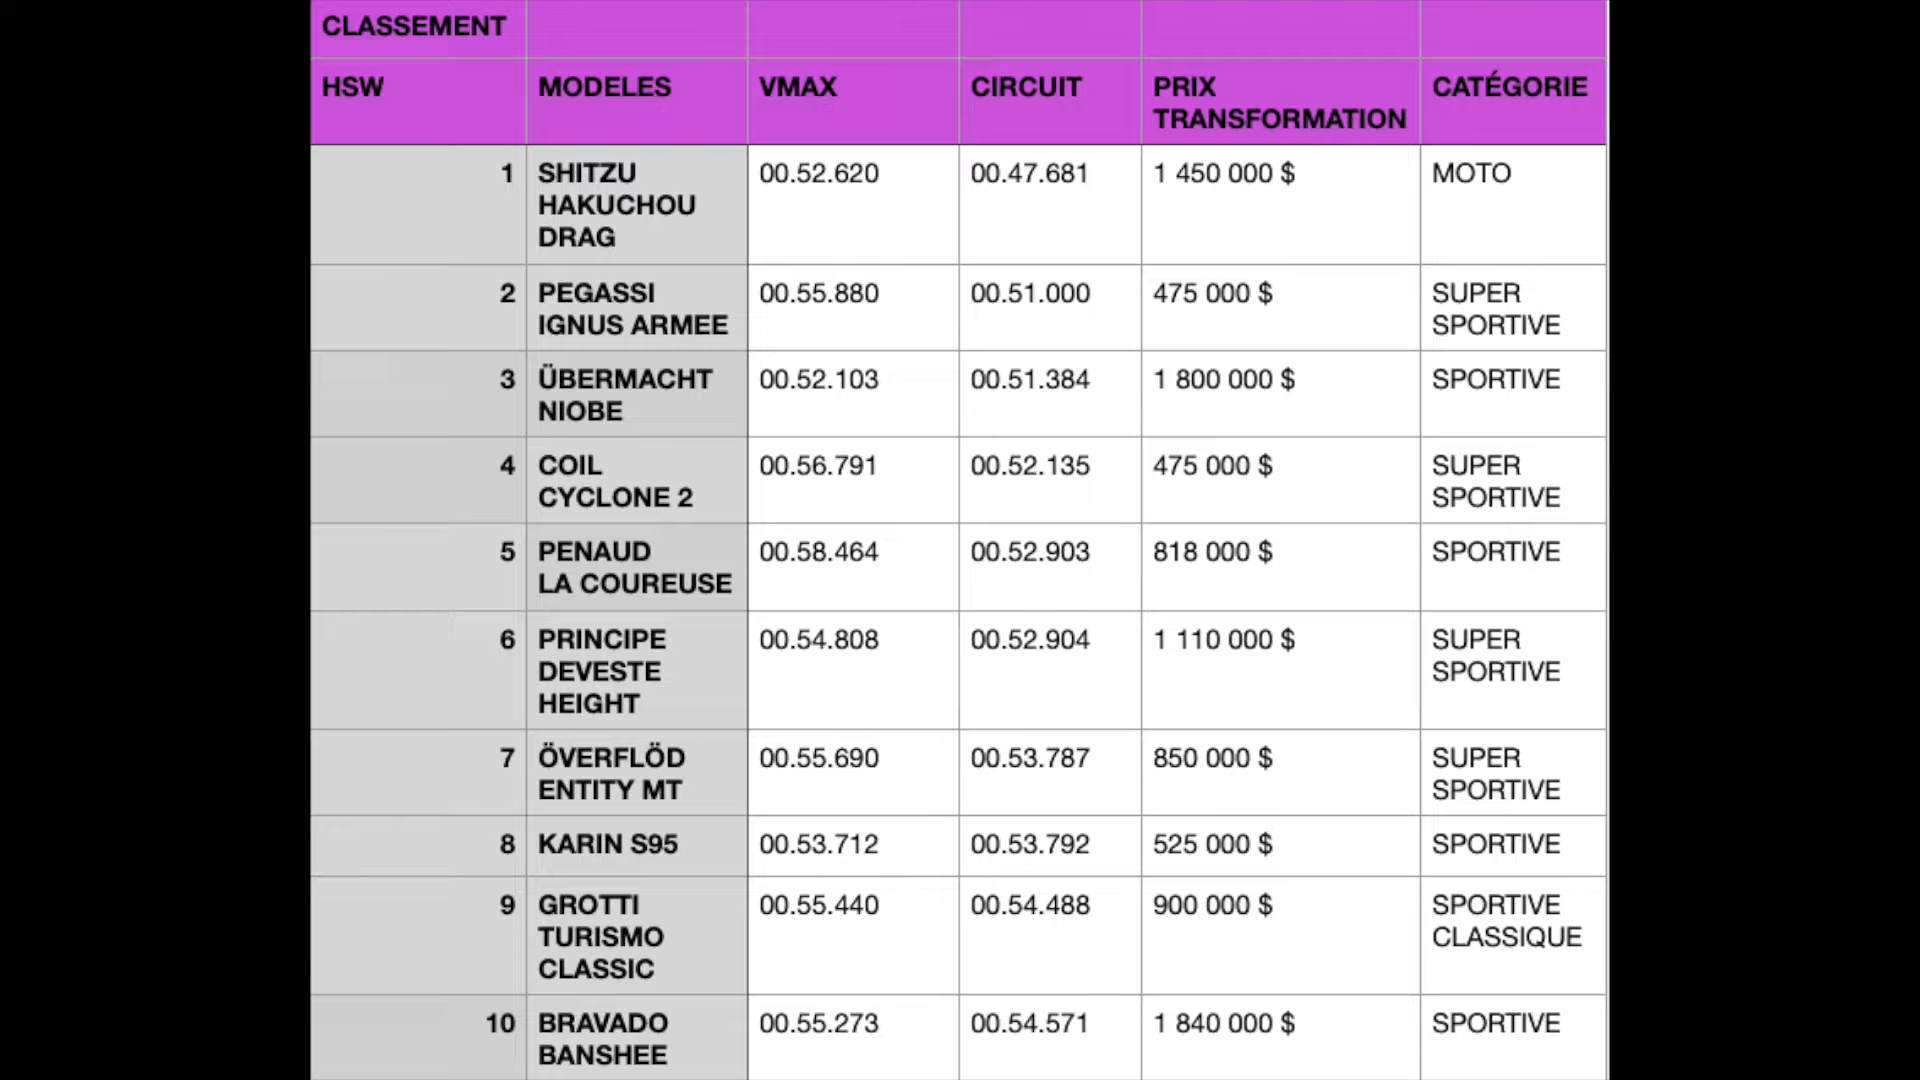 CLASSEMENT
HSW MODELES VMAX CIRCUIT PRIX TRANSFORMATION CATÉGORIE
1 SHITZU HAKUCHOU DRAG 00.52.620 00.47.681 1 450 000 $ MOTO
2 PEGASSI IGNUS ARMEE 00.55.880 00.51.000 475 000 $ SUPER SPORTIVE
3 ÜBERMACHT NIOBE 00.52.103 00.51.384 1 800 000 $ SPORTIVE
4 COIL CYCLONE 2 00.56.791 00.52.135 475 000 $ SUPER SPORTIVE
5 PENAUD LA COUREUSE 00.58.464 00.52.903 818 000 $ SPORTIVE
6 PRINCIPE DEVESTE HEIGHT 00.54.808 00.52.904 1 110 000 $ SUPER SPORTIVE
7 ÖVERFLÖD ENTITY MT 00.55.690 00.53.787 850 000 $ SUPER SPORTIVE
8 KARIN S95 00.53.712 00.53.792 525 000 $ SPORTIVE
9 GROTTI TURISMO CLASSIC 00.55.440 00.54.488 900 000 $ SPORTIVE CLASSIQUE
10 BRAVADO BANSHEE 00.55.273 00.54.571 1 840 000 $ SPORTIVE